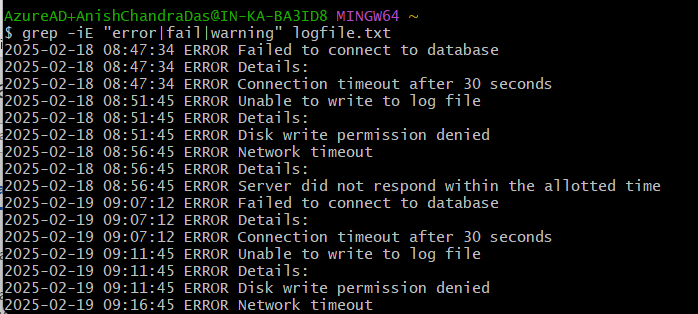 AzureAD+AnishChandraDas@IN-KA-BA3ID8 MINGW64 ~
$ grep -iE "error|fail|warning" logfile.txt
2025-02-18 08:47:34 ERROR Failed to connect to database
2025-02-18 08:47:34 ERROR Details:
2025-02-18 08:47:34 ERROR Connection timeout after 30 seconds
2025-02-18 08:51:45 ERROR Unable to write to log file
2025-02-18 08:51:45 ERROR Details:
2025-02-18 08:51:45 ERROR Disk write permission denied
2025-02-18 08:56:45 ERROR Network timeout
2025-02-18 08:56:45 ERROR Details:
2025-02-18 08:56:45 ERROR Server did not respond within the allotted time
2025-02-19 09:07:12 ERROR Failed to connect to database
2025-02-19 09:07:12 ERROR Details:
2025-02-19 09:07:12 ERROR Connection timeout after 30 seconds
2025-02-19 09:11:45 ERROR Unable to write to log file
2025-02-19 09:11:45 ERROR Details:
2025-02-19 09:11:45 ERROR Disk write permission denied
2025-02-19 09:16:45 ERROR Network timeout